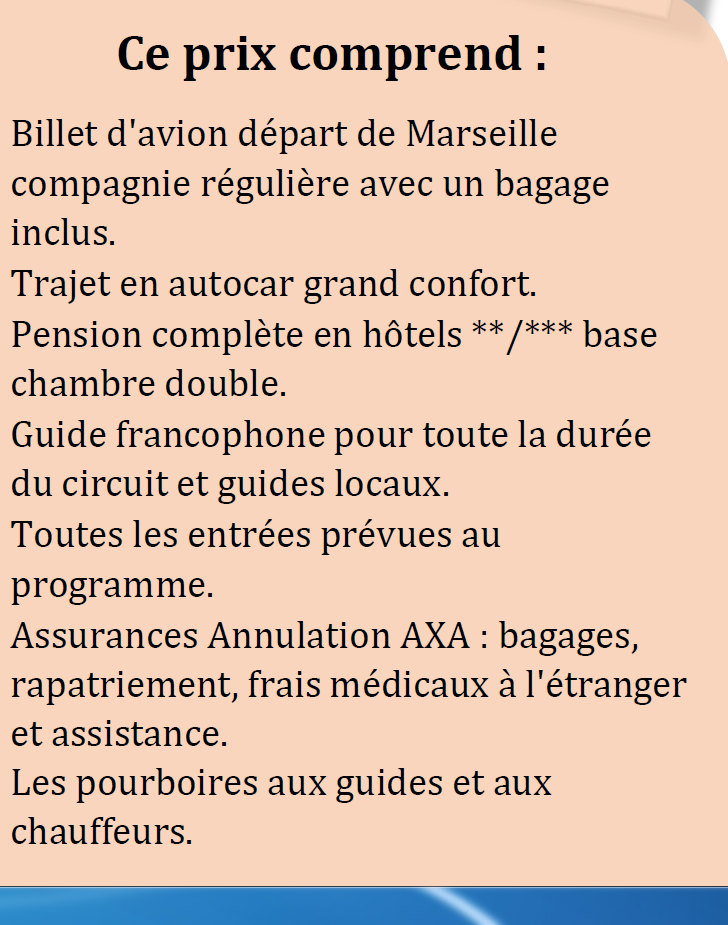 Ce prix comprend :
Billet d'avion départ de Marseille
compagnie régulière avec un bagage
inclus.
Trajet en autocar grand confort.
Pension complète en hôtels **/*** base
chambre double.
Guide francophone pour toute la durée
du circuit et guides locaux.
Toutes les entrées prévues au
programme.
Assurances Annulation AXA : bagages,
rapatriement, frais médicaux à l'étranger
et assistance.
Les pourboires aux guides et aux
chauffeurs.